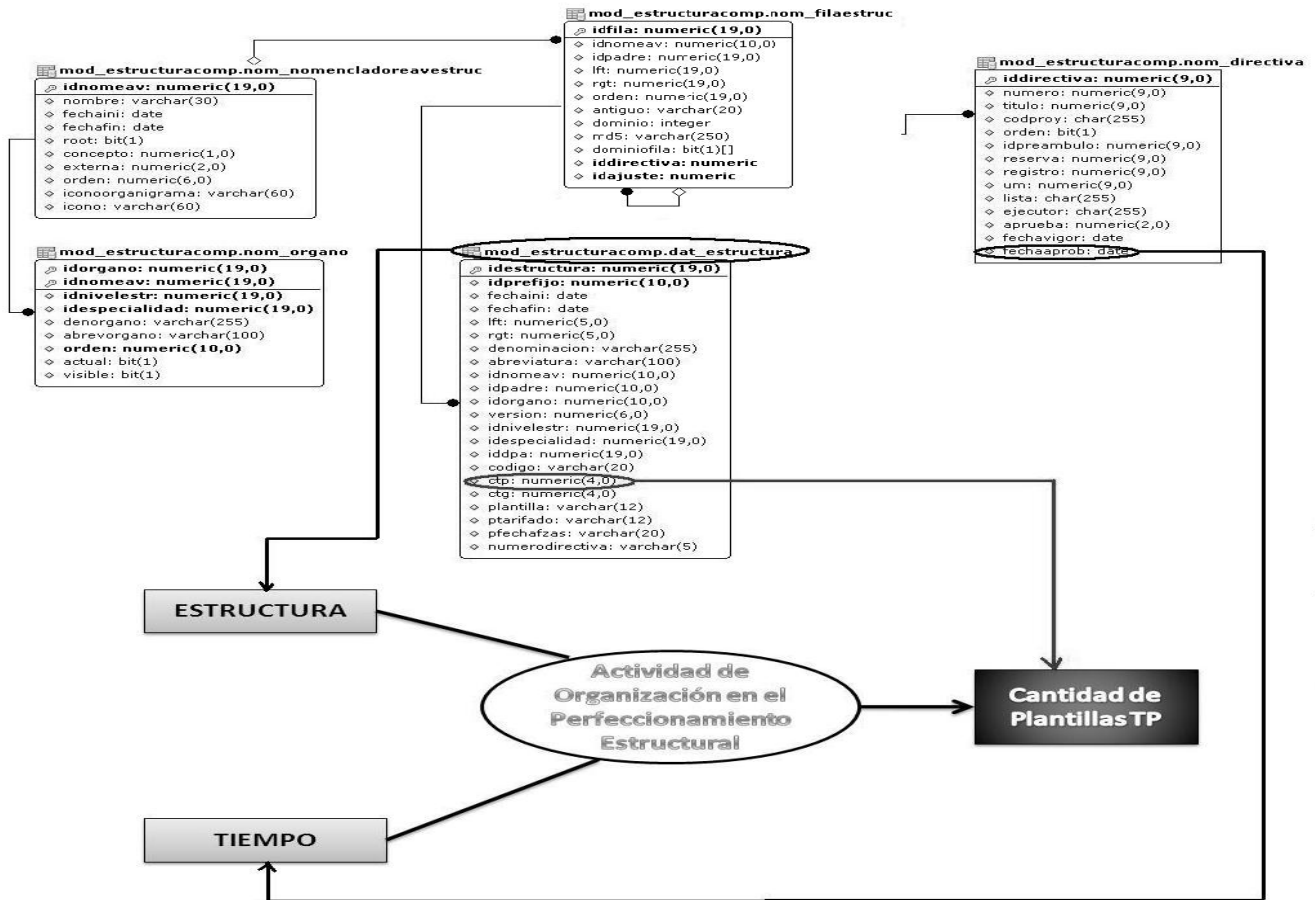 mod_estructuracomp.nom_filaestruc
idfila: numeric(19,0)
idnomeav: numeric(10,0)
idpadre: numeric(19,0)
lft: numeric(19,0)
rgt: numeric(19,0)
orden: numeric(19,0)
antiguo: varchar(20)
dominio: integer
md5: varchar(250)
dominiofila: bit(1)[]
iddirectiva: numeric
idajuste: numeric
mod_estructuracomp.nom_nomencladoreavestruc
idnomeav: numeric(19,0)
nombre: varchar(30)
fechaini: date
fechafin: date
root: bit(1)
concepto: numeric(1,0)
externa: numeric(2,0)
orden: numeric(6,0)
iconoorganigrama: varchar(60)
icono: varchar(60)
mod_estructuracomp.nom_directiva
iddirectiva: numeric(9,0)
numero: numeric(9,0)
titulo: numeric(9,0)
codproy: char(255)
orden: bit(1)
idpreambulo: numeric(9,0)
reserva: numeric(9,0)
registro: numeric(9,0)
um: numeric(9,0)
lista: char(255)
ejecutor: char(255)
aprueba: numeric(2,0)
fechavigor: date
fechaaprob: date
mod_estructuracomp.nom_organo
idorgano: numeric(19,0)
idnomeav: numeric(19,0)
idnivelestr: numeric(19,0)
idespecialidad: numeric(19,0)
denorgano: varchar(255)
abrevorgano: varchar(100)
orden: numeric(10,0)
actual: bit(1)
visible: bit(1)
mod_estructuracomp.dat_estructura
idestructura: numeric(19,0)
idprefijo: numeric(10,0)
fechaini: date
fechafin: date
lft: numeric(5,0)
rgt: numeric(5,0)
denominacion: varchar(255)
abreviatura: varchar(100)
idnomeav: numeric(10,0)
idpadre: numeric(10,0)
idorgano: numeric(10,0)
version: numeric(6,0)
idnivelestr: numeric(19,0)
idespecialidad: numeric(19,0)
iddpa: numeric(19,0)
codigo: varchar(20)
ctp: numeric(4,0)
ctg: numeric(4,0)
plantilla: varchar(12)
ptarifado: varchar(12)
pfechafzas: varchar(20)
numerodirectiva: varchar(5)
ESTRUCTURA
Actividad de
Organización en el
Perfeccionamiento
Estructural
Cantidad de
Plantillas TP
TIEMPO